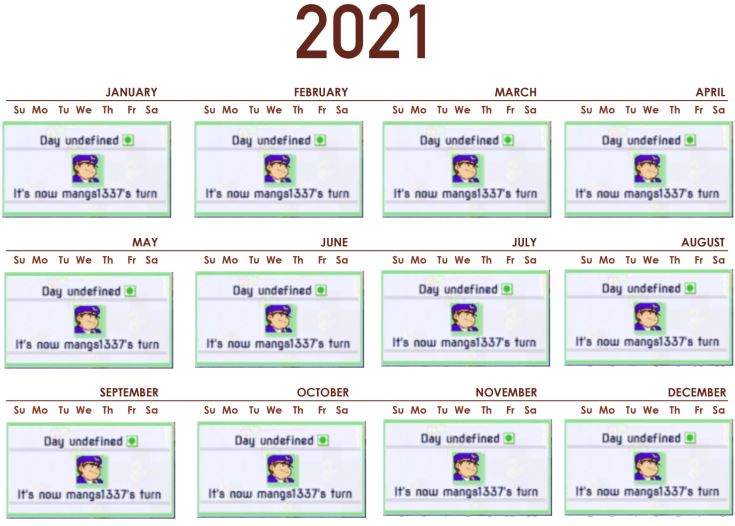 2021
JANUARY FEBRUARY MARCH APRIL
Su Mo Tu We Th Fr Sa Su Mo Tu We Th Fr Sa Su Mo Tu We Th Fr Sa Su Mo Tu We Th Fr Sa
Day undefined Day undefined Day undefined Day undefined
It's now mangs1337's turn It's now mangs1337's turn It's now mangs1337's turn It's now mangs1337's turn
MAY JUNE JULY AUGUST
Su Mo Tu We Th Fr Sa Su Mo Tu We Th Fr Sa Su Mo Tu We Th Fr Sa Su Mo Tu We Th Fr Sa
Day undefined Day undefined Day undefined Day undefined
It's now mangs1337's turn It's now mangs1337's turn It's now mangs1337's turn It's now mangs1337's turn
SEPTEMBER OCTOBER NOVEMBER DECEMBER
Su Mo Tu We Th Fr Sa Su Mo Tu We Th Fr Sa Su Mo Tu We Th Fr Sa Su Mo Tu We Th Fr Sa
Day undefined Day undefined Day undefined Day undefined
It's now mangs1337's turn It's now mangs1337's turn It's now mangs1337's turn It's now mangs1337's turn